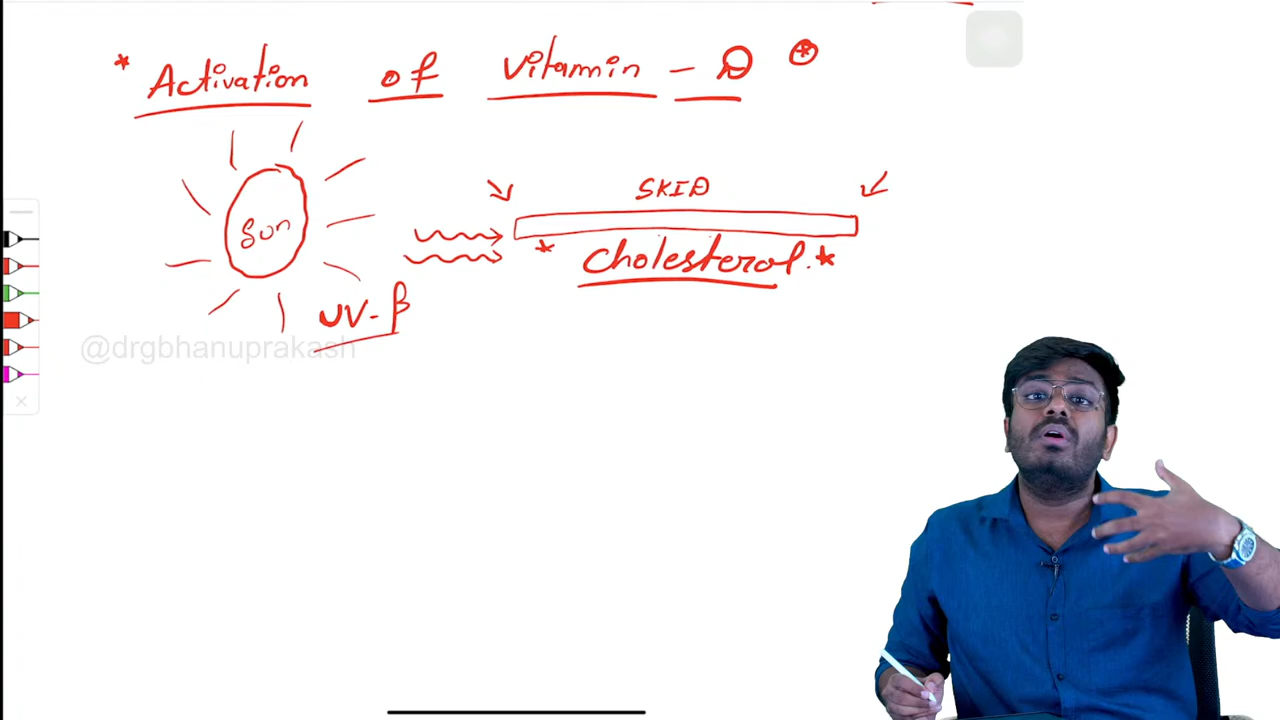 * Activation of vitamin - D *
Sun
SKIN
* Cholesterol. *
UV-β
@drgbhanuprakash